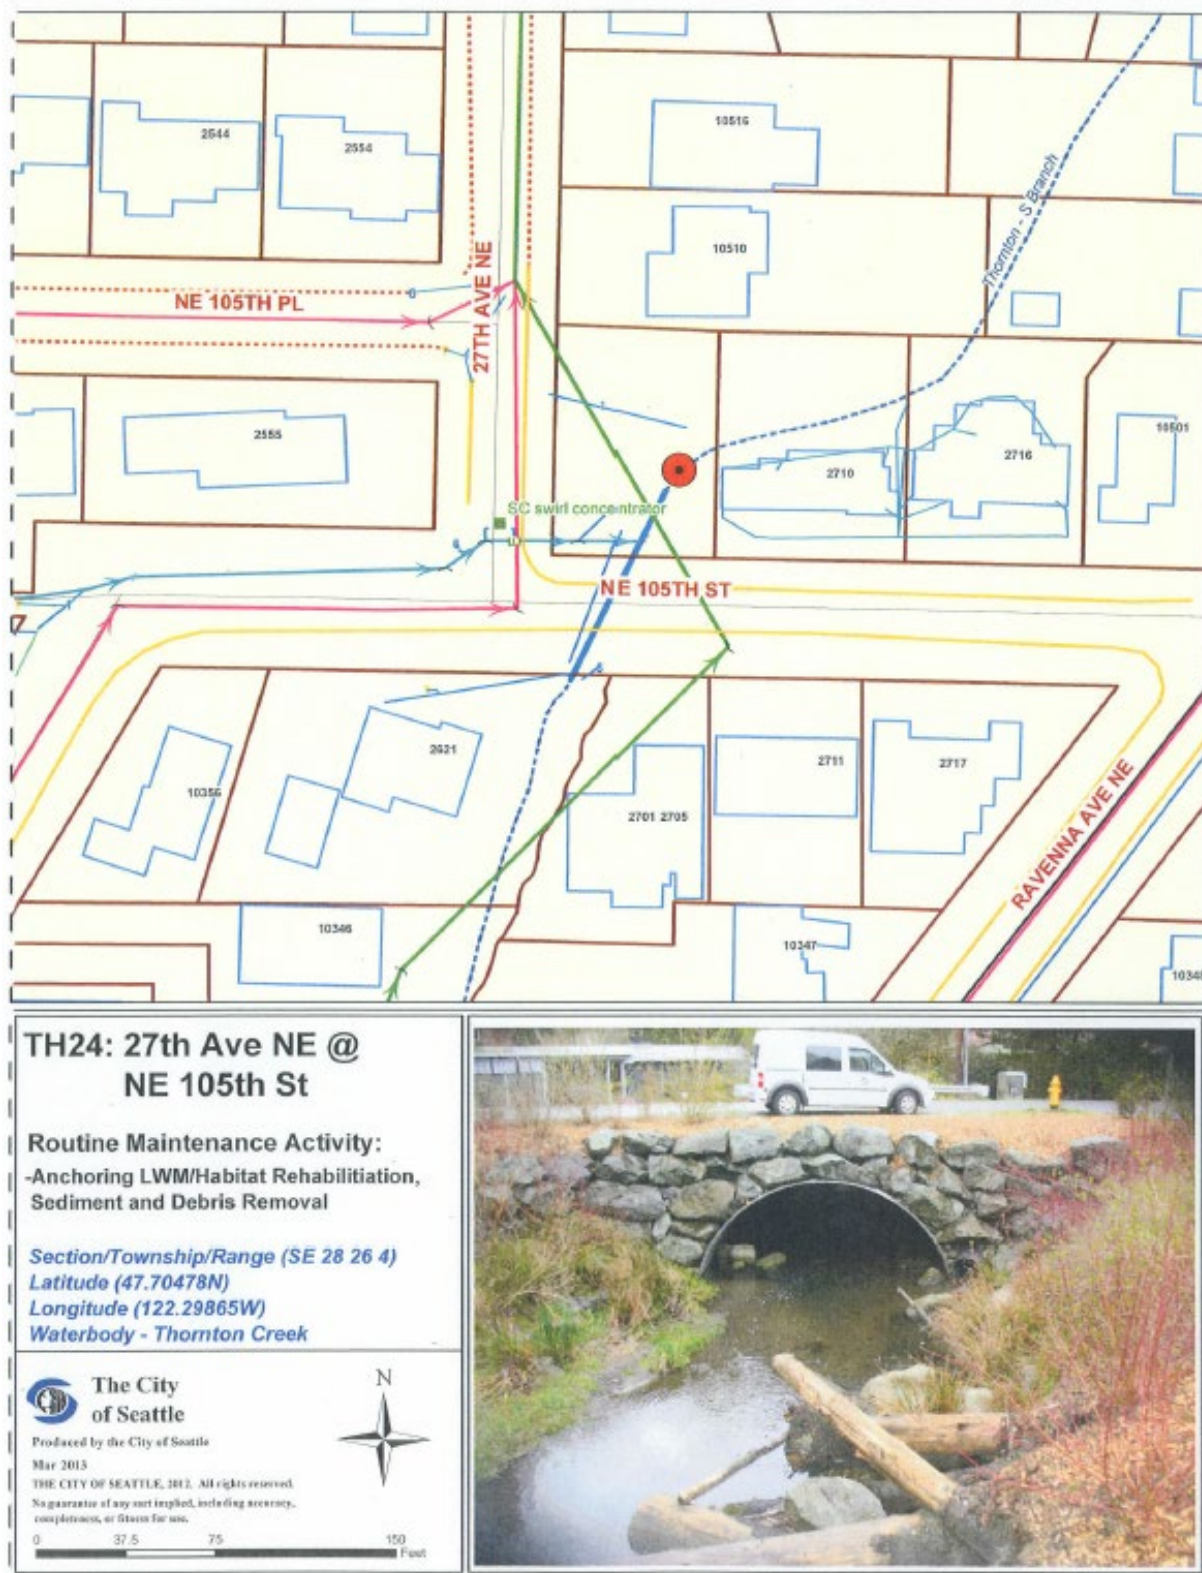 2544
2554
10516
Thornton - S Branch
10510
27TH AVE NE
NE 105TH PL
2555
10501
2716
2710
SC swirl concentrator
NE 105TH ST
2621
2711
2717
10356
2701 2705
RAVENNA AVE NE
10346
10347
1034
TH24: 27th Ave NE @
NE 105th St
Routine Maintenance Activity:
-Anchoring LWM/Habitat Rehabilitiation,
Sediment and Debris Removal
Section/Township/Range (SE 28 26 4)
Latitude (47.70478N)
Longitude (122.29865W)
Waterbody - Thornton Creek
The City
of Seattle
N
Produced by the City of Seattle
Mar 2013
THE CITY OF SEATTLE, 2012. All rights reserved.
No guarantee of any sort implied, including accuracy,
completeness, or fitness for use.
0 37.5 75 150
Feet